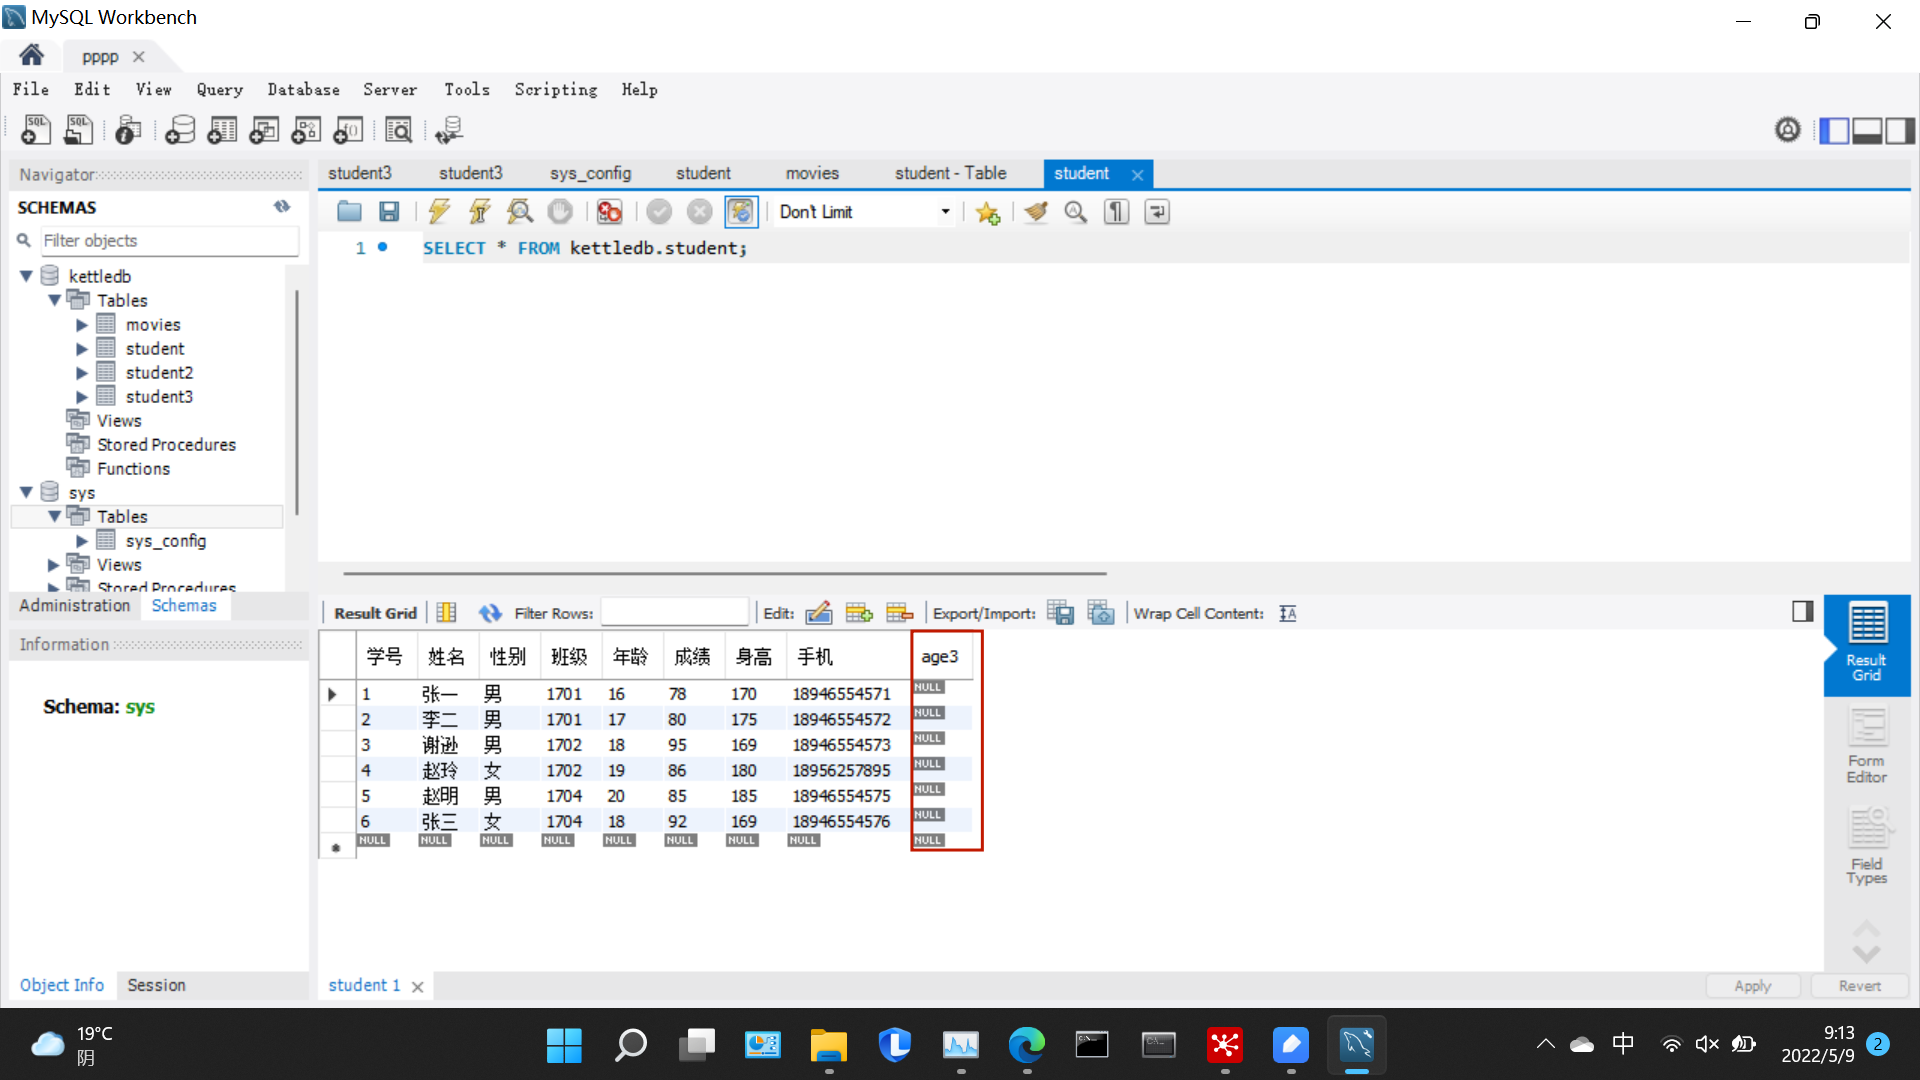 MySQL Workbench
pppp
File Edit View Query Database Server Tools Scripting Help
Navigator
SCHEMAS
Filter objects
kettledb
Tables
movies
student
student2
student3
Views
Stored Procedures
Functions
sys
Tables
sys_config
Views
Stored Procedures
Administration Schemas
Information
Schema: sys
Object Info Session
student3 student3 sys_config student movies student - Table student
Don't Limit
1 SELECT * FROM kettledb.student;
Result Grid Filter Rows: Edit: Export/Import: Wrap Cell Content:
学号 姓名 性别 班级 年龄 成绩 身高 手机 age3
1 张一 男 1701 16 78 170 18946554571 NULL
2 李二 男 1701 17 80 175 18946554572 NULL
3 谢逊 男 1702 18 95 169 18946554573 NULL
4 赵玲 女 1702 19 86 180 18956257895 NULL
5 赵明 男 1704 20 85 185 18946554575 NULL
6 张三 女 1704 18 92 169 18946554576 NULL
NULL NULL NULL NULL NULL NULL NULL NULL NULL
Result
Grid
Form
Editor
Field
Types
student 1
Apply Revert
19°C
阴
中
9:13
2022/5/9
2